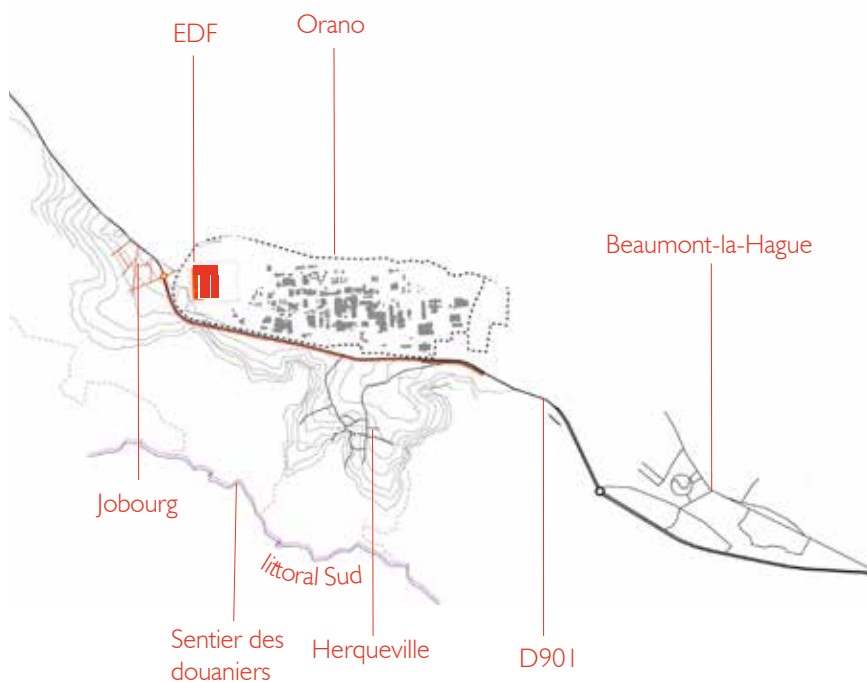 Orano
EDF
Beaumont-la-Hague
Jobourg
littoral Sud
Sentier des
douaniers
Herqueville
D901